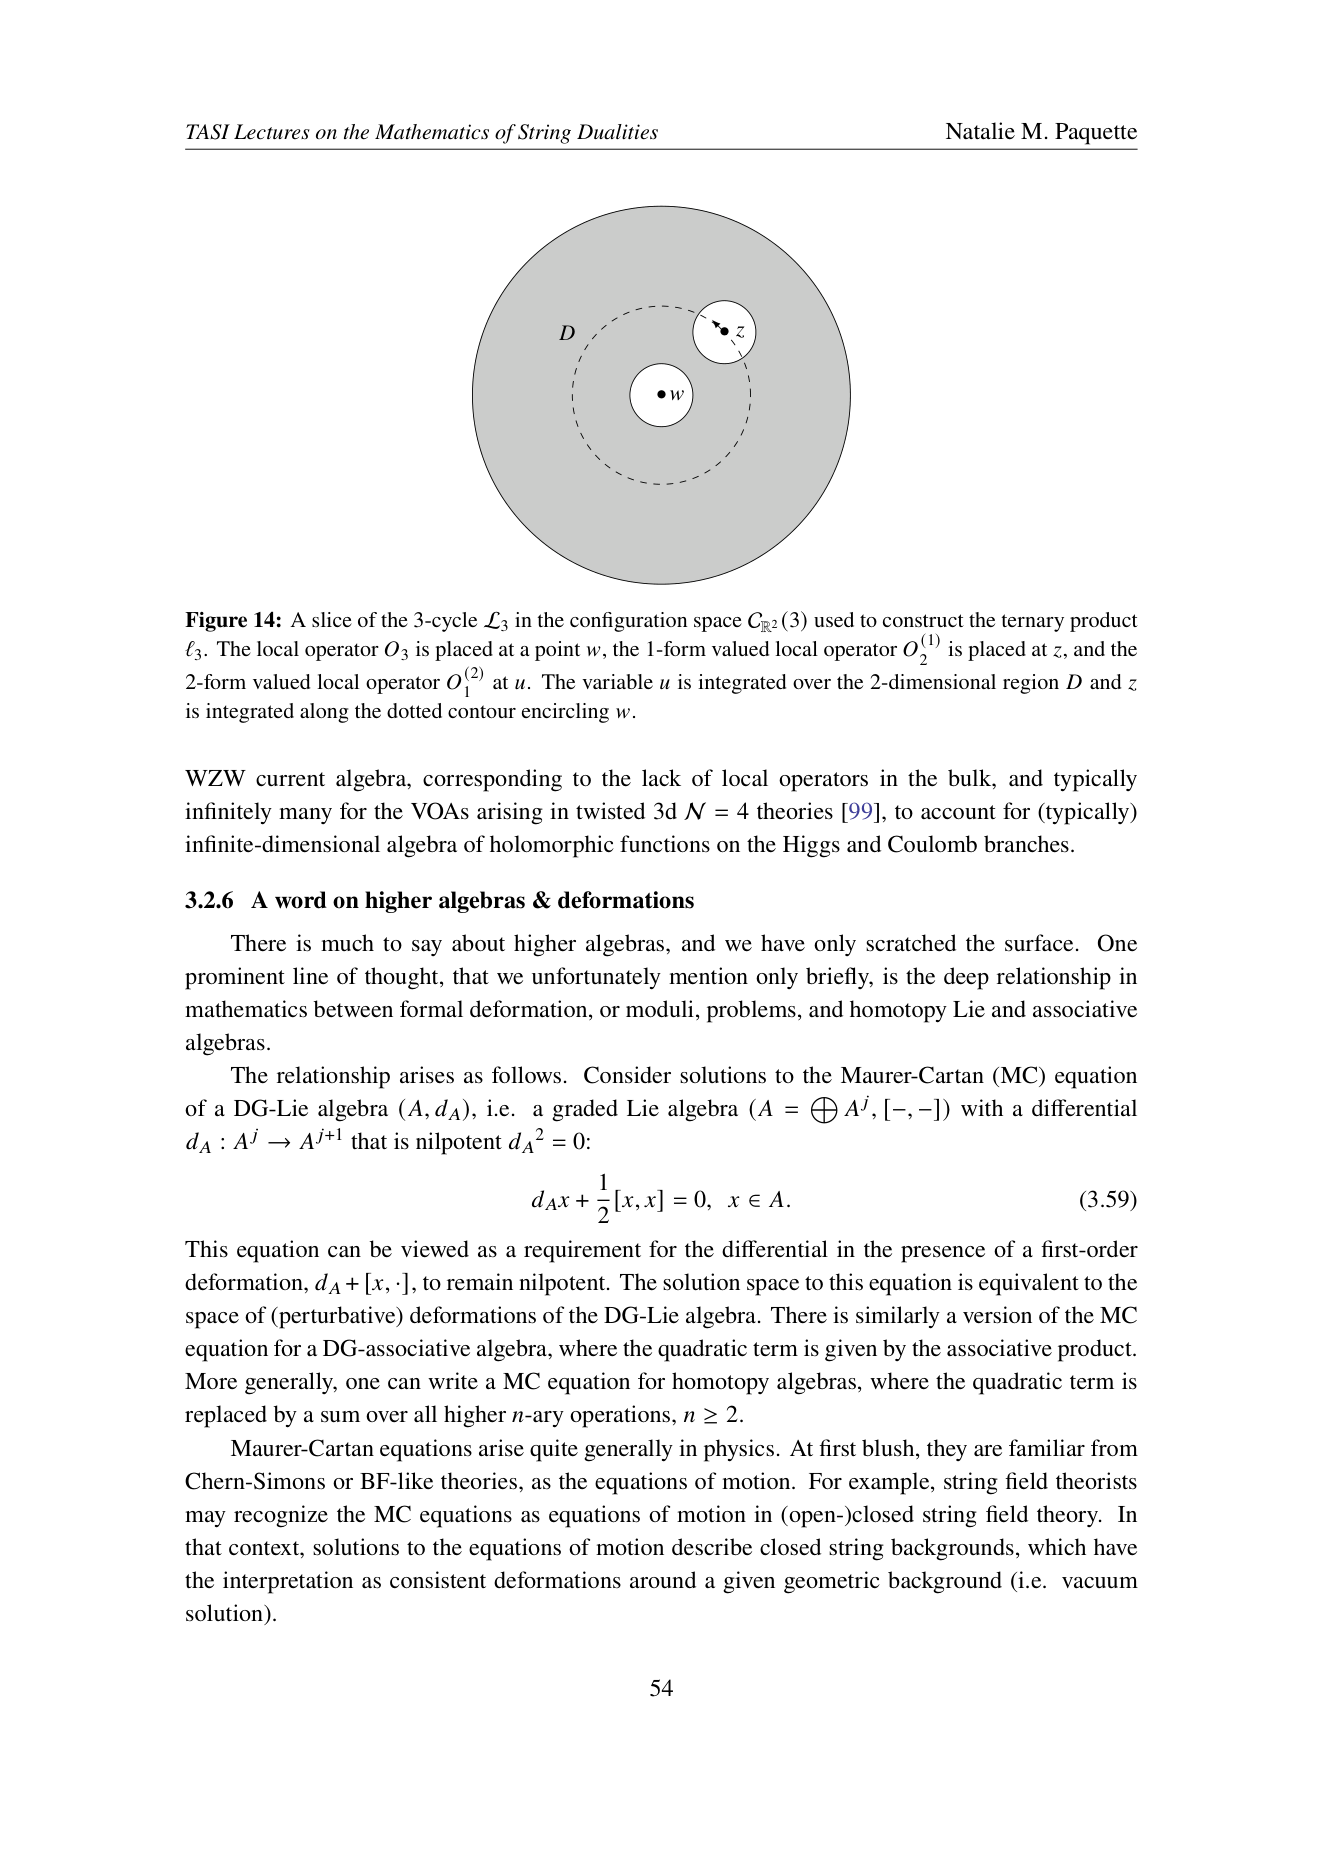 TASI Lectures on the Mathematics of String Dualities Natalie M. Paquette
D
z
w
Figure 14: A slice of the 3-cycle ℒ₃ in the configuration space 𝒞_{ℝ²}(3) used to construct the ternary product
ℓ₃. The local operator O₃ is placed at a point w, the 1-form valued local operator O₂^{(1)} is placed at z, and the
2-form valued local operator O₁^{(2)} at u. The variable u is integrated over the 2-dimensional region D and z
is integrated along the dotted contour encircling w.
WZW current algebra, corresponding to the lack of local operators in the bulk, and typically
infinitely many for the VOAs arising in twisted 3d 𝒩 = 4 theories [99], to account for (typically)
infinite-dimensional algebra of holomorphic functions on the Higgs and Coulomb branches.
3.2.6 A word on higher algebras & deformations
There is much to say about higher algebras, and we have only scratched the surface. One
prominent line of thought, that we unfortunately mention only briefly, is the deep relationship in
mathematics between formal deformation, or moduli, problems, and homotopy Lie and associative
algebras.
The relationship arises as follows. Consider solutions to the Maurer-Cartan (MC) equation
of a DG-Lie algebra (A, d_A), i.e. a graded Lie algebra (A = ⨁ A^j, [−, −]) with a differential
d_A : A^j → A^{j+1} that is nilpotent d_A² = 0:
d_A x + 1/2 [x, x] = 0, x ∈ A. (3.59)
This equation can be viewed as a requirement for the differential in the presence of a first-order
deformation, d_A + [x, ·], to remain nilpotent. The solution space to this equation is equivalent to the
space of (perturbative) deformations of the DG-Lie algebra. There is similarly a version of the MC
equation for a DG-associative algebra, where the quadratic term is given by the associative product.
More generally, one can write a MC equation for homotopy algebras, where the quadratic term is
replaced by a sum over all higher n-ary operations, n ≥ 2.
Maurer-Cartan equations arise quite generally in physics. At first blush, they are familiar from
Chern-Simons or BF-like theories, as the equations of motion. For example, string field theorists
may recognize the MC equations as equations of motion in (open-)closed string field theory. In
that context, solutions to the equations of motion describe closed string backgrounds, which have
the interpretation as consistent deformations around a given geometric background (i.e. vacuum
solution).
54